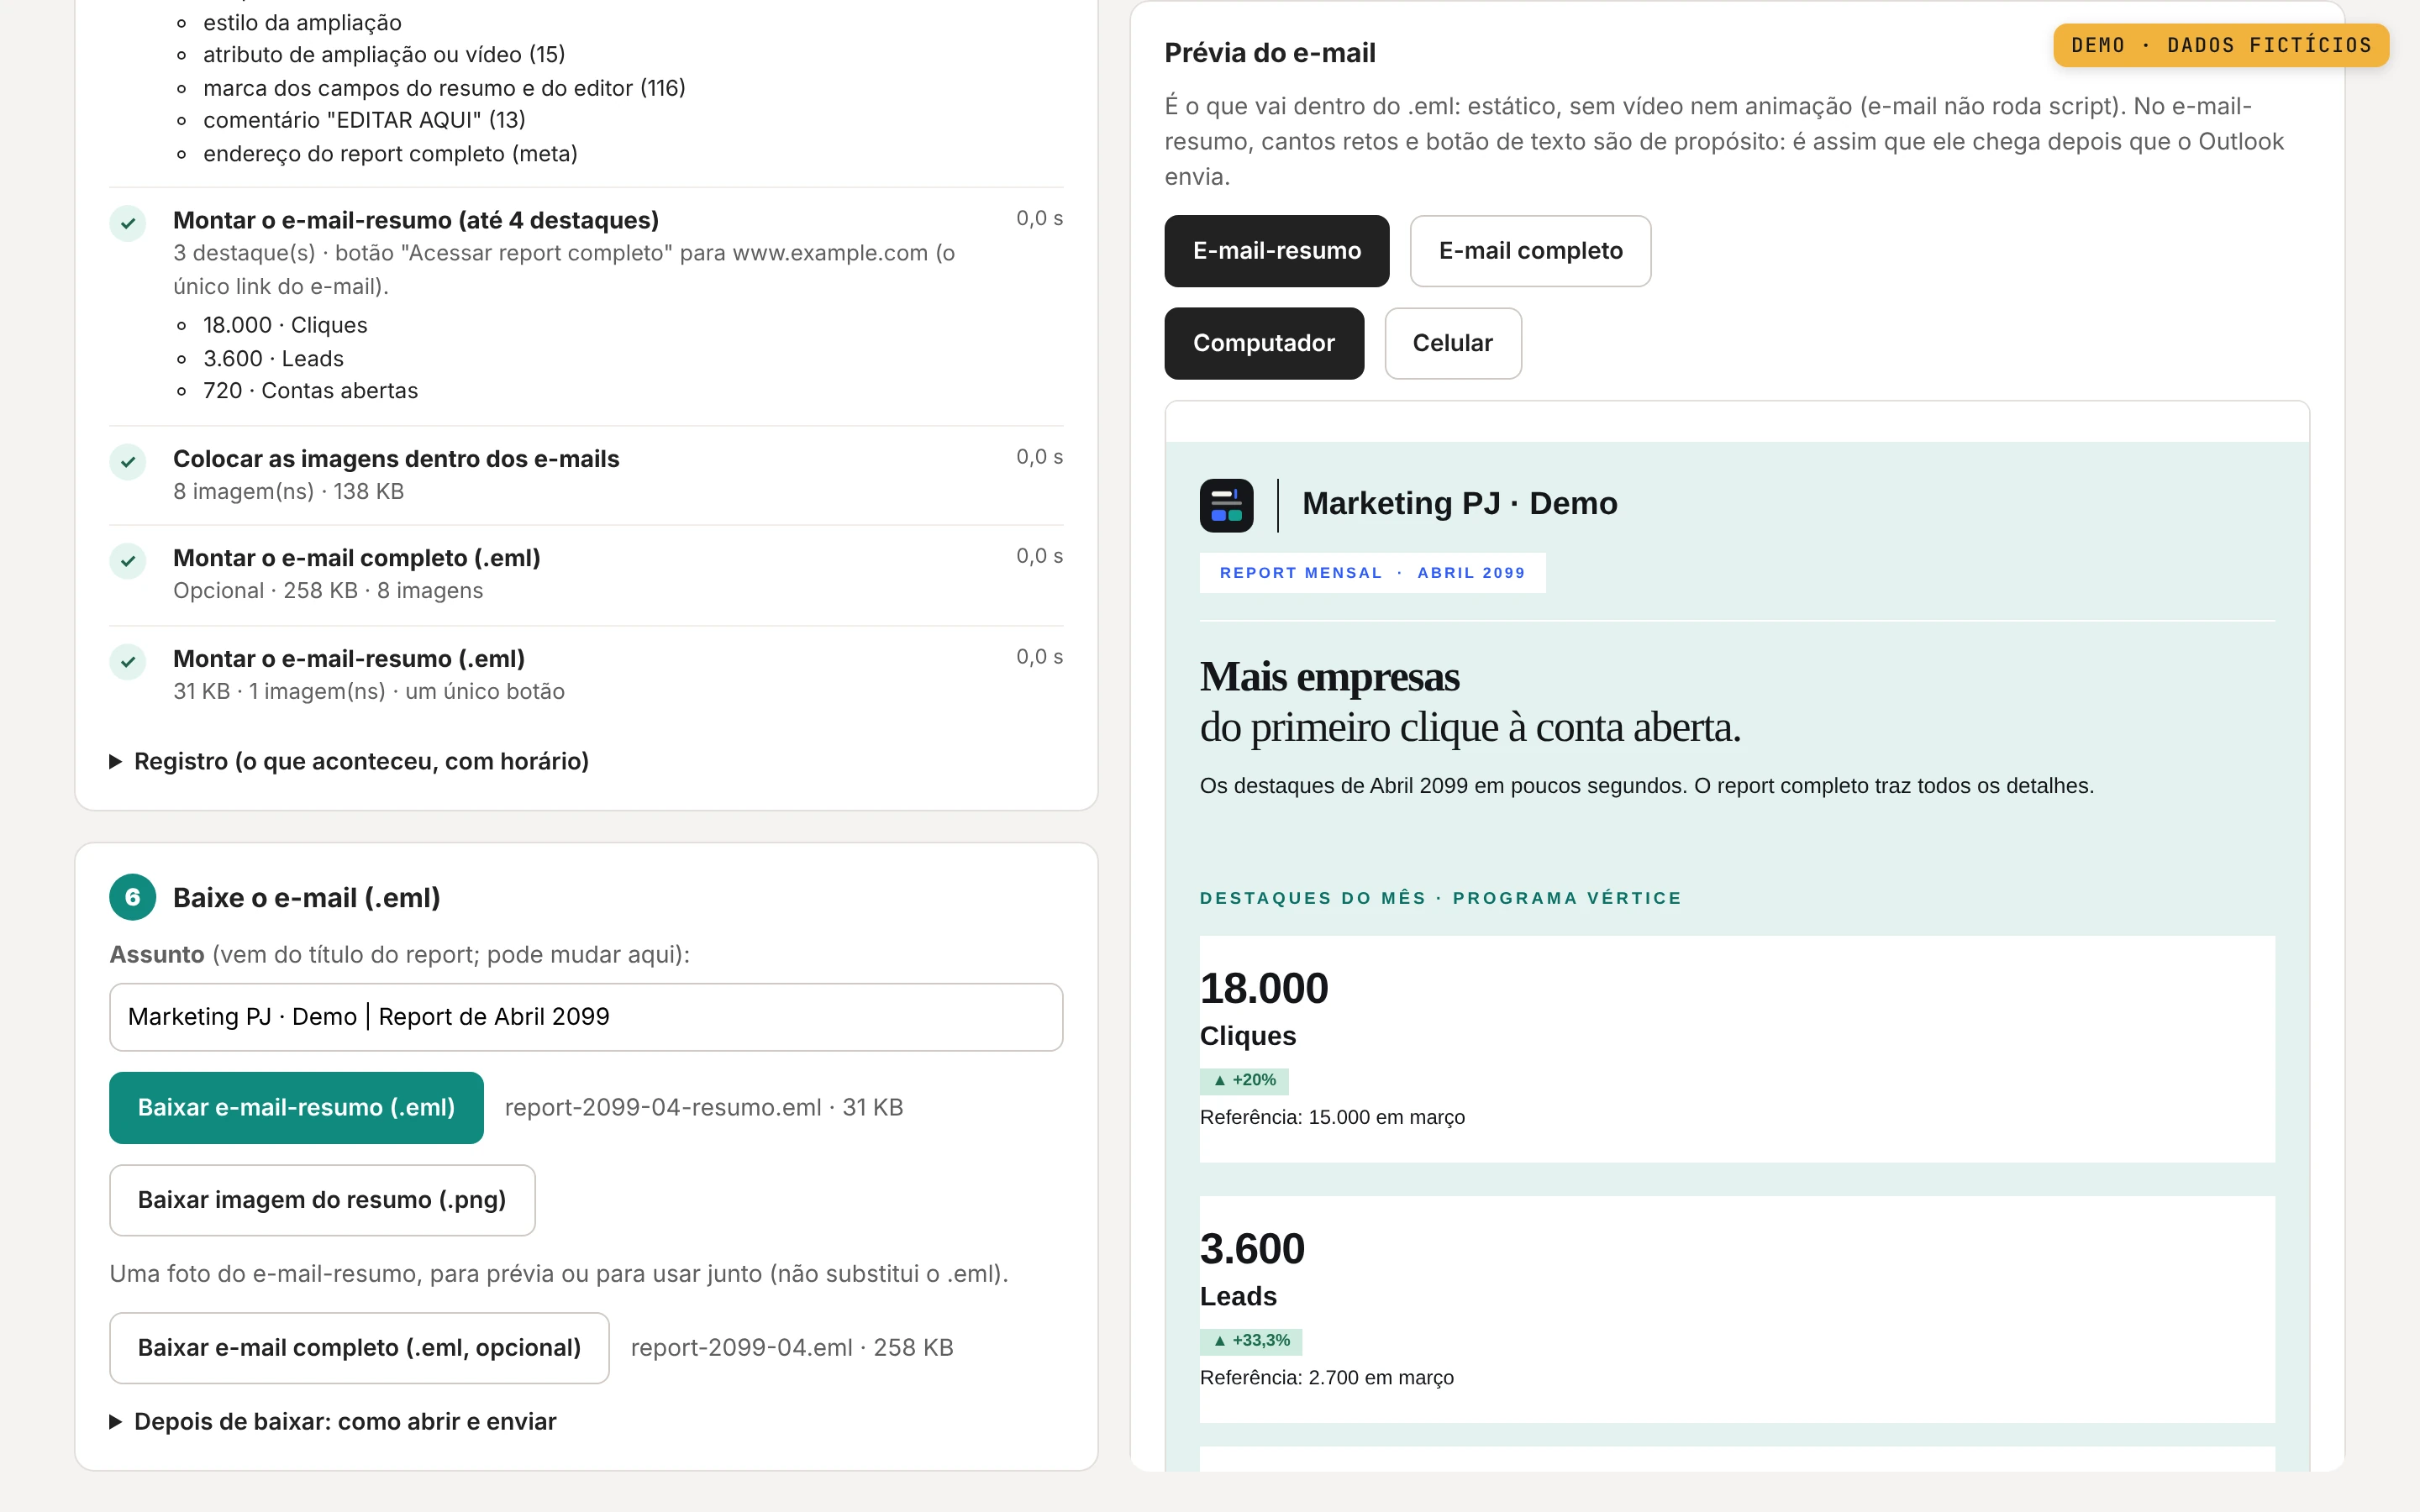 estilo da ampliação
atributo de ampliação ou vídeo (15)
marca dos campos do resumo e do editor (116)
comentário "EDITAR AQUI" (13)
endereço do report completo (meta)
Montar o e-mail-resumo (até 4 destaques)
0,0 s
3 destaque(s) · botão "Acessar report completo" para www.example.com (o
único link do e-mail).
18.000 · Cliques
3.600 · Leads
720 · Contas abertas
Colocar as imagens dentro dos e-mails
0,0 s
8 imagem(ns) · 138 KB
Montar o e-mail completo (.eml)
0,0 s
Opcional · 258 KB · 8 imagens
Montar o e-mail-resumo (.eml)
0,0 s
31 KB · 1 imagem(ns) · um único botão
Registro (o que aconteceu, com horário)
6 Baixe o e-mail (.eml)
Assunto (vem do título do report; pode mudar aqui):
Marketing PJ · Demo | Report de Abril 2099
Baixar e-mail-resumo (.eml)
report-2099-04-resumo.eml · 31 KB
Baixar imagem do resumo (.png)
Uma foto do e-mail-resumo, para prévia ou para usar junto (não substitui o .eml).
Baixar e-mail completo (.eml, opcional)
report-2099-04.eml · 258 KB
Depois de baixar: como abrir e enviar
DEMO · DADOS FICTÍCIOS
Prévia do e-mail
É o que vai dentro do .eml: estático, sem vídeo nem animação (e-mail não roda script). No e-mail-
resumo, cantos retos e botão de texto são de propósito: é assim que ele chega depois que o Outlook
envia.
E-mail-resumo
E-mail completo
Computador
Celular
Marketing PJ · Demo
REPORT MENSAL · ABRIL 2099
Mais empresas
do primeiro clique à conta aberta.
Os destaques de Abril 2099 em poucos segundos. O report completo traz todos os detalhes.
DESTAQUES DO MÊS · PROGRAMA VÉRTICE
18.000
Cliques
▲ +20%
Referência: 15.000 em março
3.600
Leads
▲ +33,3%
Referência: 2.700 em março